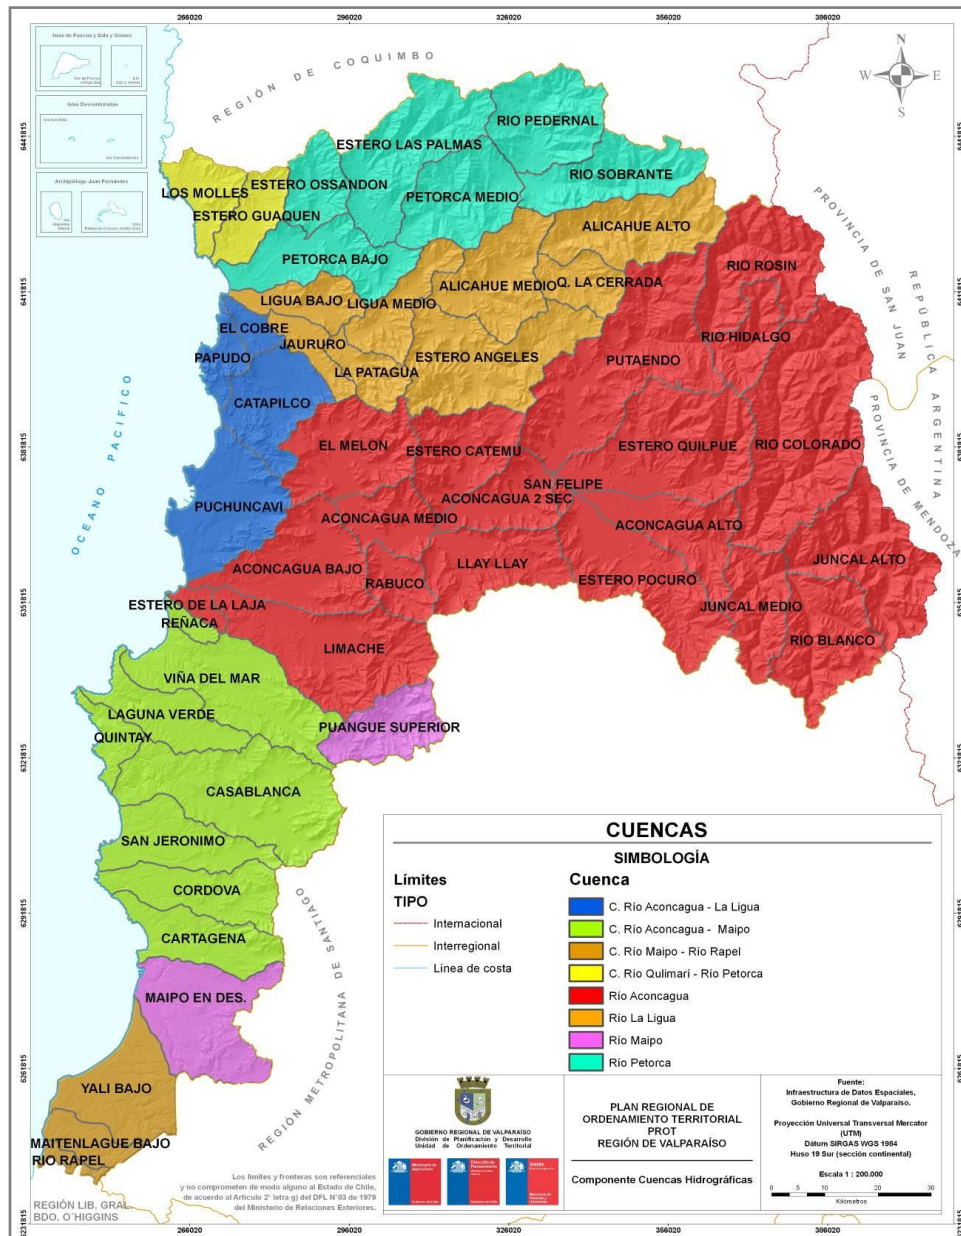 266020
296020
326020
356020
386020
Islas de Pascua y Sala y Gómez
Islas Desventuradas
Archipiélago Juan Fernández
N
W
E
S
REGIÓN DE COQUIMBO
6441815
6441815
RIO PEDERNAL
ESTERO LAS PALMAS
RIO SOBRANTE
ESTERO OSSANDON
LOS MOLLES
PETORCA MEDIO
ESTERO GUAQUEN
ALICAHUE ALTO
PETORCA BAJO
PROVINCIA DE SAN JUAN
REPÚBLICA ARGENTINA
PROVINCIA DE MENDOZA
6411815
6411815
RIO ROSIN
Q. LA CERRADA
ALICAHUE MEDIO
LIGUA BAJO
LIGUA MEDIO
EL COBRE
RIO HIDALGO
JAURURO
PAPUDO
ESTERO ANGELES
PUTAENDO
LA PATAGUA
OCEANO PACIFICO
CATAPILCO
6381815
6381815
EL MELON
ESTERO CATEMU
ESTERO QUILPUE
RIO COLORADO
SAN FELIPE
ACONCAGUA 2 SEC
PUCHUNCAVI
ACONCAGUA MEDIO
ACONCAGUA ALTO
JUNCAL ALTO
ACONCAGUA BAJO
LLAY LLAY
RABUCO
ESTERO POCURO
6351815
6351815
ESTERO DE LA LAJA
JUNCAL MEDIO
REÑACA
RIO BLANCO
LIMACHE
VIÑA DEL MAR
LAGUNA VERDE
PUANGUE SUPERIOR
QUINTAY
6321815
6321815
CASABLANCA
SAN JERONIMO
CORDOVA
CARTAGENA
6291815
6291815
REGIÓN METROPOLITANA DE SANTIAGO
MAIPO EN DES.
6261815
6261815
YALI BAJO
MAITENLAGUE BAJO
RIO RAPEL
REGIÓN LIB. GRAL.
BDO. O´HIGGINS
6231815
6231815
CUENCAS
SIMBOLOGÍA
Límites
TIPO
Internacional
Interregional
Línea de costa
Cuenca
C. Río Aconcagua - La Ligua
C. Río Aconcagua - Maipo
C. Río Maipo - Río Rapel
C. Río Qulimarí - Río Petorca
Río Aconcagua
Río La Ligua
Río Maipo
Río Petorca
Los límites y fronteras son referenciales
y no comprometen de modo alguno al Estado de Chile,
de acuerdo al Artículo 2° letra g) del DFL N°83 de 1979
del Ministerio de Relaciones Exteriores.
GOBIERNO REGIONAL DE VALPARAÍSO
División de Planificación y Desarrollo
Unidad de Ordenamiento Territorial
PLAN REGIONAL DE
ORDENAMIENTO TERRITORIAL
PROT
REGIÓN DE VALPARAÍSO
Componente Cuencas Hidrográficas
Fuente:
Infraestructura de Datos Espaciales,
Gobierno Regional de Valparaíso.
Proyección Universal Transversal Mercator
(UTM)
Dátum SIRGAS WGS 1984
Huso 19 Sur (sección continental)
Escala 1 : 200.000
0
5
10
20
30
Kilómetros
266020
296020
326020
356020
386020